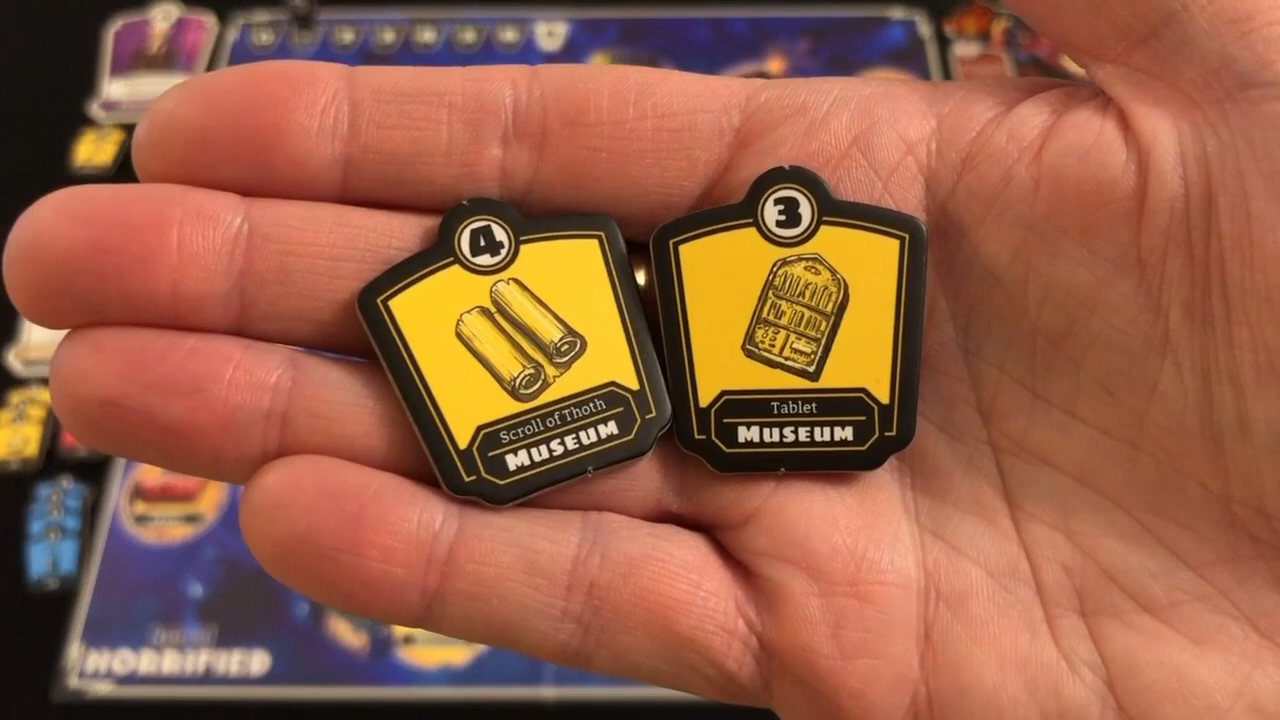 4
Scroll of Thoth
MUSEUM
3
Tablet
MUSEUM
HORRIFIED